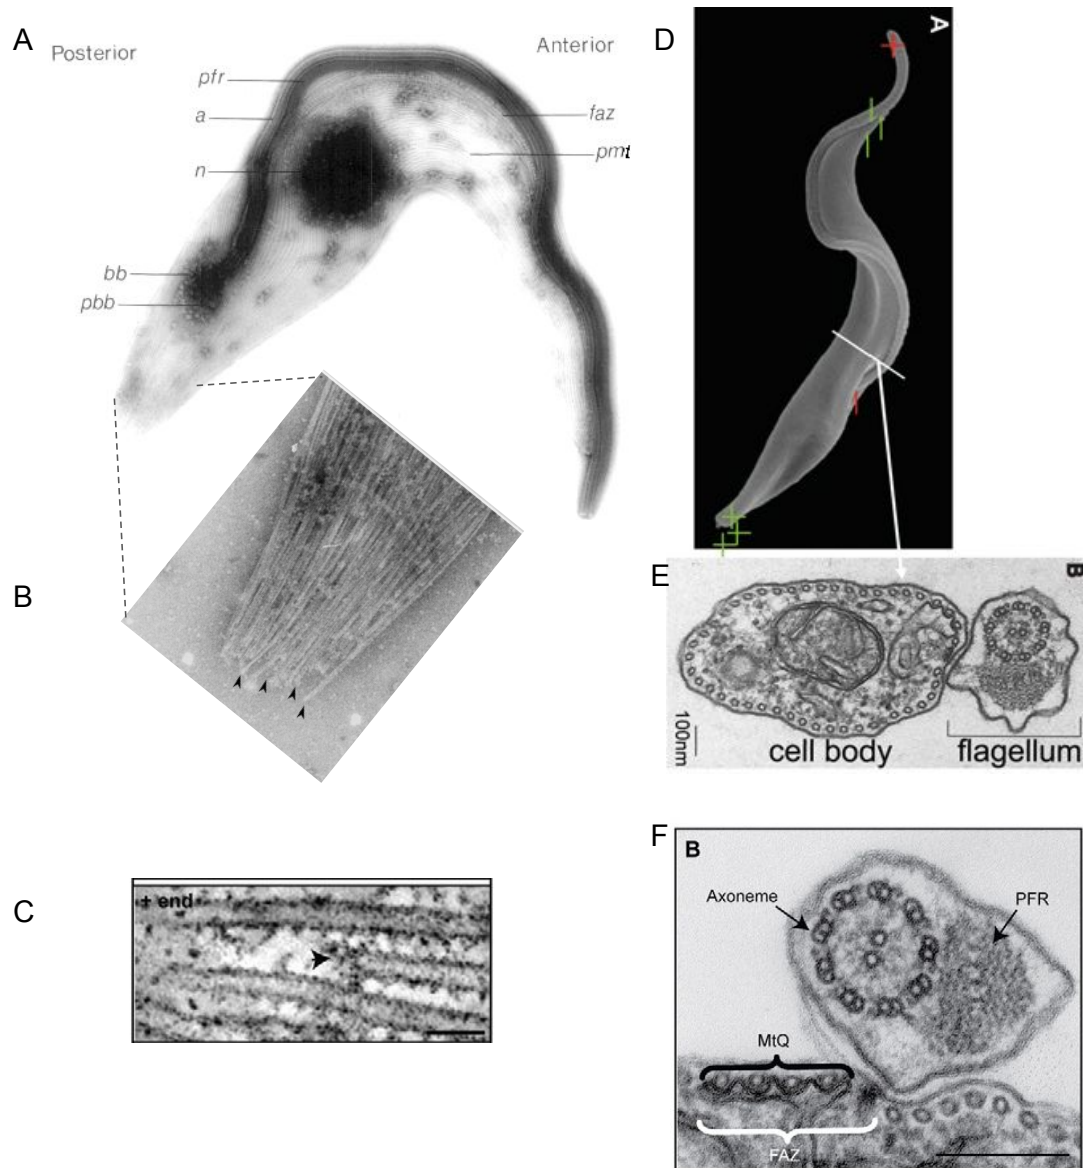 A
Posterior
Anterior
pfr
a
n
faz
pmt
bb
pbb
B
C
+ end
D
A
E
B
100nm
cell body
flagellum
F
B
Axoneme
PFR
MtQ
FAZ